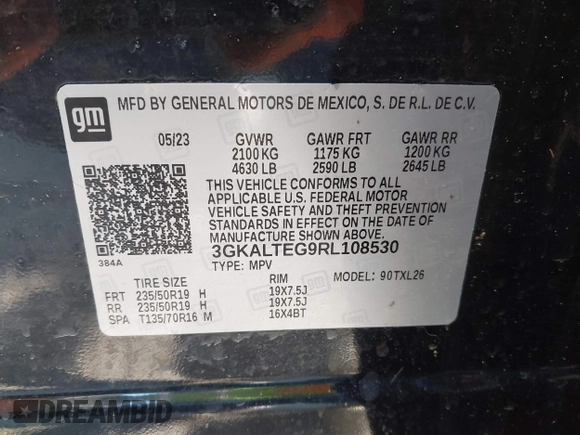 gm MFD BY GENERAL MOTORS DE MEXICO, S. DE R.L. DE C.V.
05/23 GVWR GAWR FRT GAWR RR
2100 KG 1175 KG 1200 KG
4630 LB 2590 LB 2645 LB
THIS VEHICLE CONFORMS TO ALL
APPLICABLE U.S. FEDERAL MOTOR
VEHICLE SAFETY AND THEFT PREVENTION
STANDARDS IN EFFECT ON THE DATE OF
MANUFACTURE SHOWN ABOVE.
384A
3GKALTEG9RL108530
TYPE: MPV MODEL: 90TXL26
TIRE SIZE RIM
FRT 235/50R19 H 19X7.5J
RR 235/50R19 H 19X7.5J
SPA T135/70R16 M 16X4BT
DREAMBID